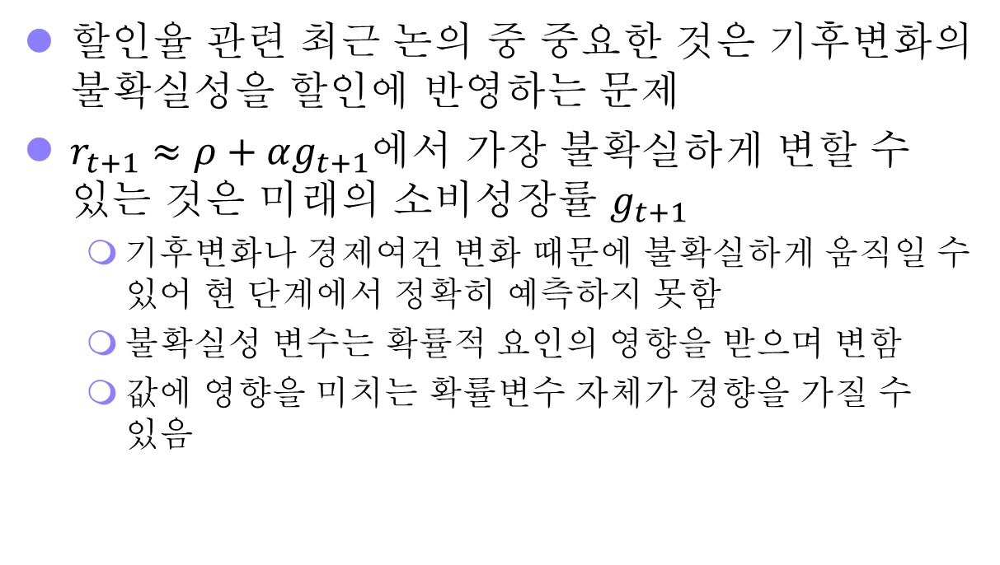 할인율 관련 최근 논의 중 중요한 것은 기후변화의
불확실성을 할인에 반영하는 문제
r_{t+1} ≈ ρ + αg_{t+1}에서 가장 불확실하게 변할 수
있는 것은 미래의 소비성장률 g_{t+1}
기후변화나 경제여건 변화 때문에 불확실하게 움직일 수
있어 현 단계에서 정확히 예측하지 못함
불확실성 변수는 확률적 요인의 영향을 받으며 변함
값에 영향을 미치는 확률변수 자체가 경향을 가질 수
있음